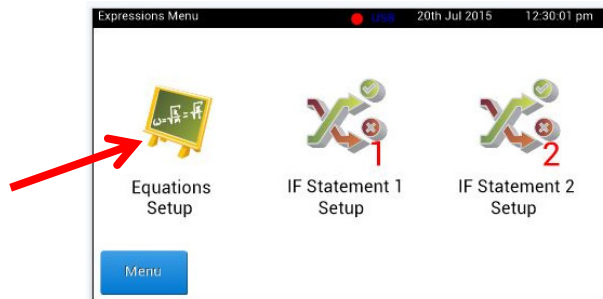 Expressions Menu USB 20th Jul 2015 12:30:01 pm
1 2
Equations IF Statement 1 IF Statement 2
Setup Setup Setup
Menu